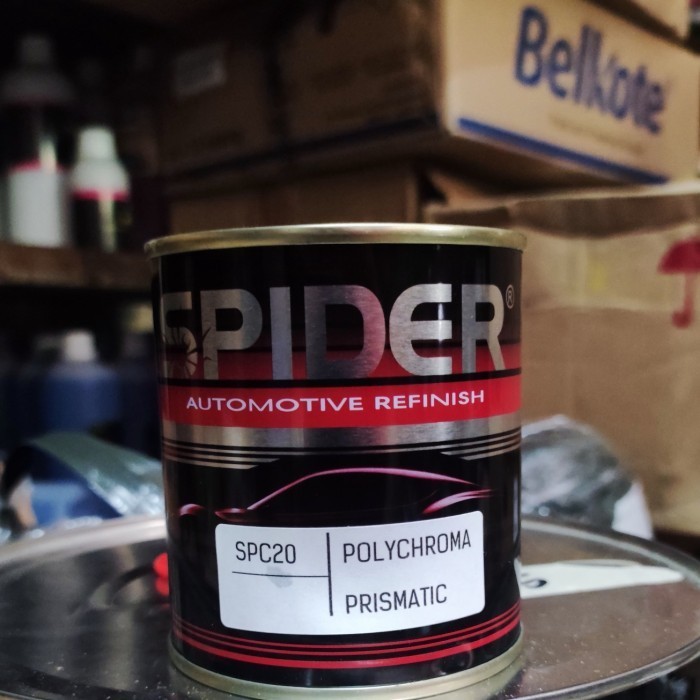 Belkote
SPIDER®
AUTOMOTIVE REFINISH
SPC20
POLYCHROMA
PRISMATIC